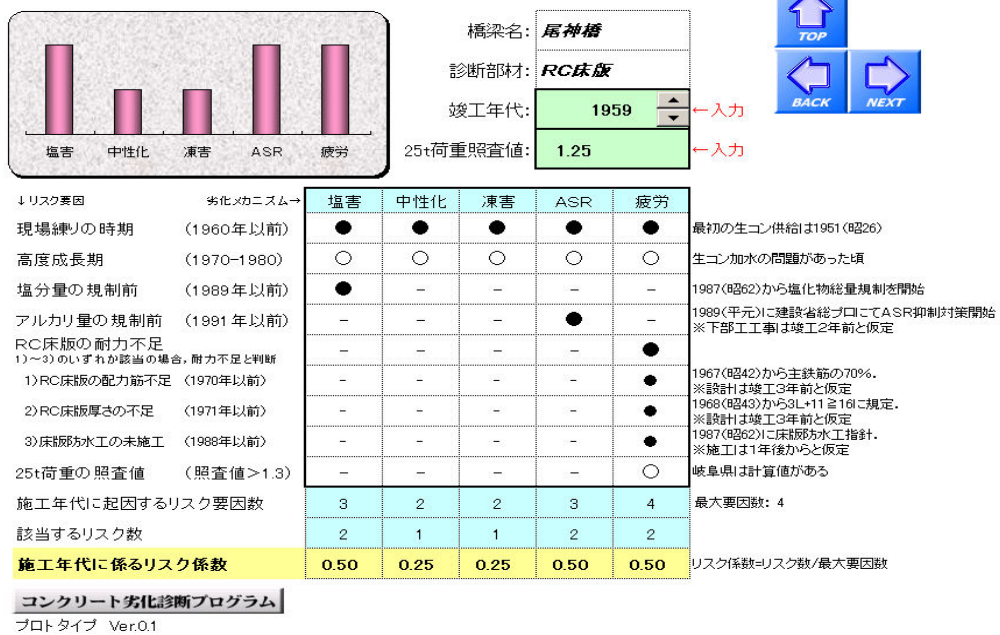 橋梁名: 尾神橋
TOP
診断部材: RC床版
BACK NEXT
竣工年代: 1959 ←入力
25t荷重照査値: 1.25 ←入力
塩害 中性化 凍害 ASR 疲労
↓リスク要因 劣化メカニズム→ 塩害 中性化 凍害 ASR 疲労
現場練りの時期 (1960年以前) ● ● ● ● ● 最初の生コン供給は1951(昭26)
高度成長期 (1970-1980) ○ ○ ○ ○ ○ 生コン加水の問題があった頃
塩分量の規制前 (1989年以前) ● - - - - 1987(昭62)から塩化物総量規制を開始
アルカリ量の規制前 (1991年以前) - - - ● - 1989(平元)に建設省総プロにてASR抑制対策開始
※下部工工事は竣工2年前と仮定
RC床版の耐力不足 - - - - ●
1)~3)のいずれか該当の場合，耐力不足と判断
1)RC床版の配力筋不足 (1970年以前) - - - - ● 1967(昭42)から主鉄筋の70%．
※設計は竣工3年前と仮定
2)RC床版厚さの不足 (1971年以前) - - - - ● 1968(昭43)から3L+11≧16に規定．
※設計は竣工3年前と仮定
3)床版防水工の未施工 (1988年以前) - - - - ● 1987(昭62)に床版防水工指針．
※施工は1年後からと仮定
25t荷重の照査値 (照査値>1.3) - - - - ○ 岐阜県は計算値がある
施工年代に起因するリスク要因数 3 2 2 3 4 最大要因数: 4
該当するリスク数 2 1 1 2 2
施工年代に係るリスク係数 0.50 0.25 0.25 0.50 0.50 リスク係数=リスク数/最大要因数
コンクリート劣化診断プログラム
プロトタイプ Ver.0.1